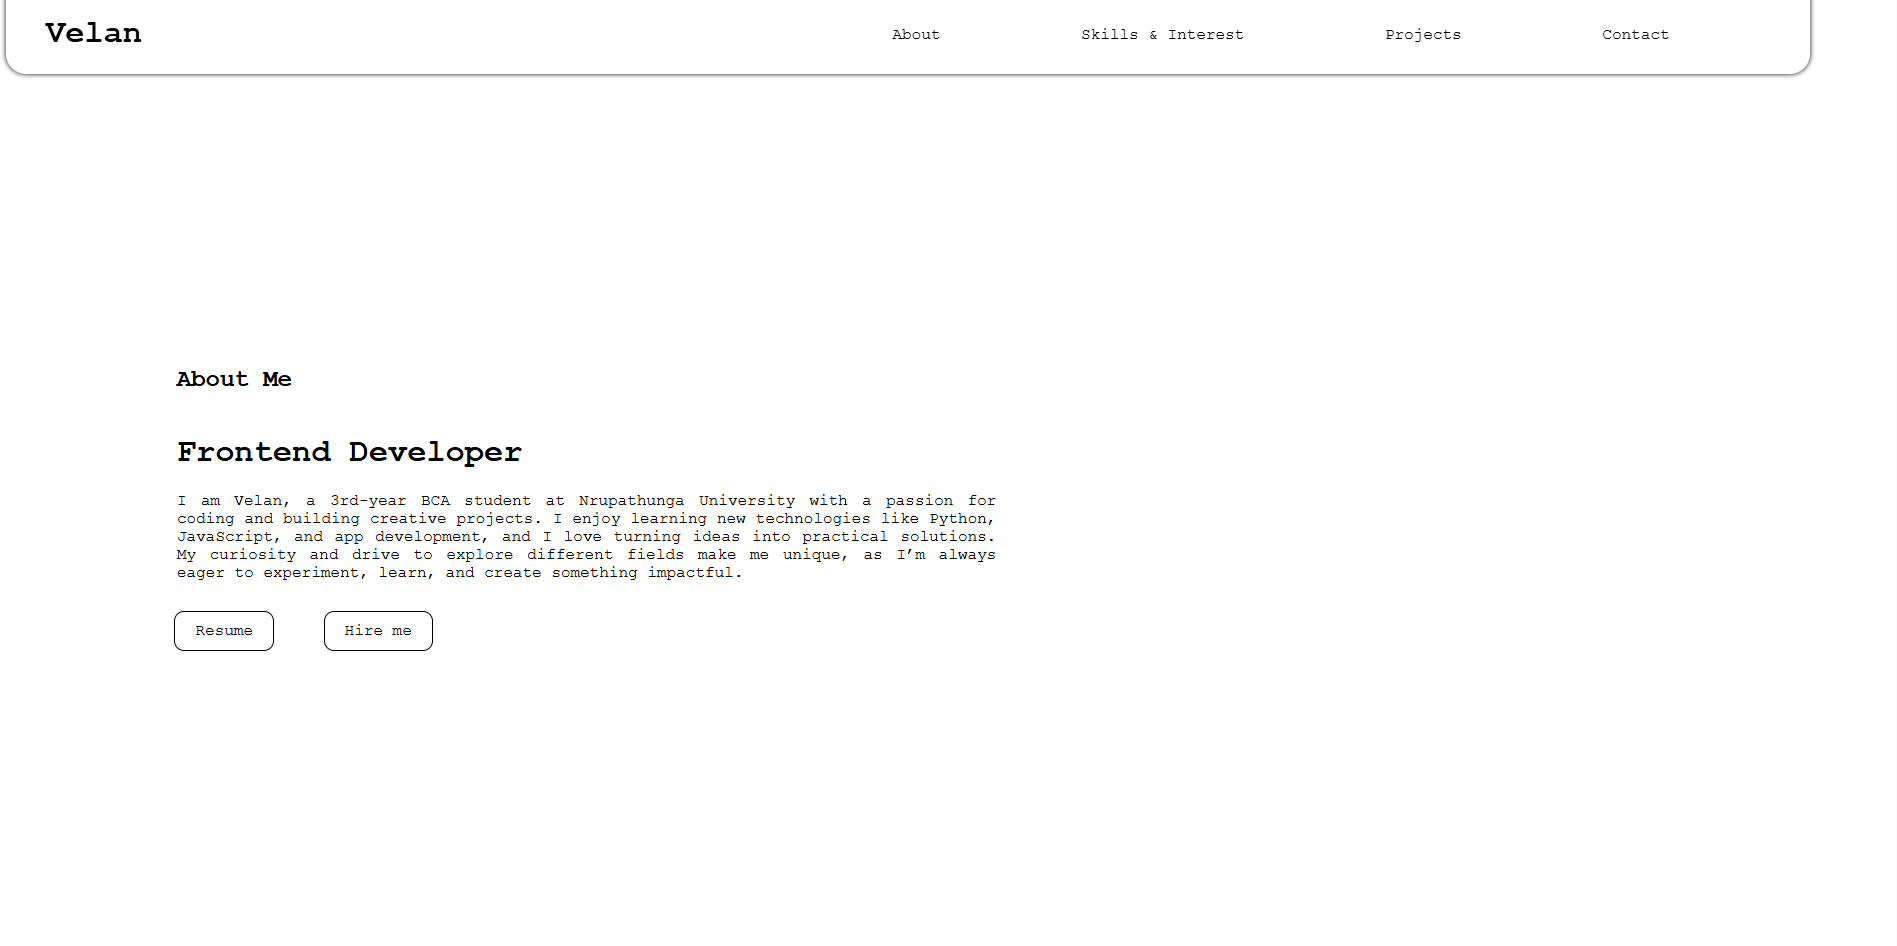 Velan
About
Skills & Interest
Projects
Contact
About Me
Frontend Developer
I am Velan, a 3rd-year BCA student at Nrupathunga University with a passion for
coding and building creative projects. I enjoy learning new technologies like Python,
JavaScript, and app development, and I love turning ideas into practical solutions.
My curiosity and drive to explore different fields make me unique, as I’m always
eager to experiment, learn, and create something impactful.
Resume
Hire me